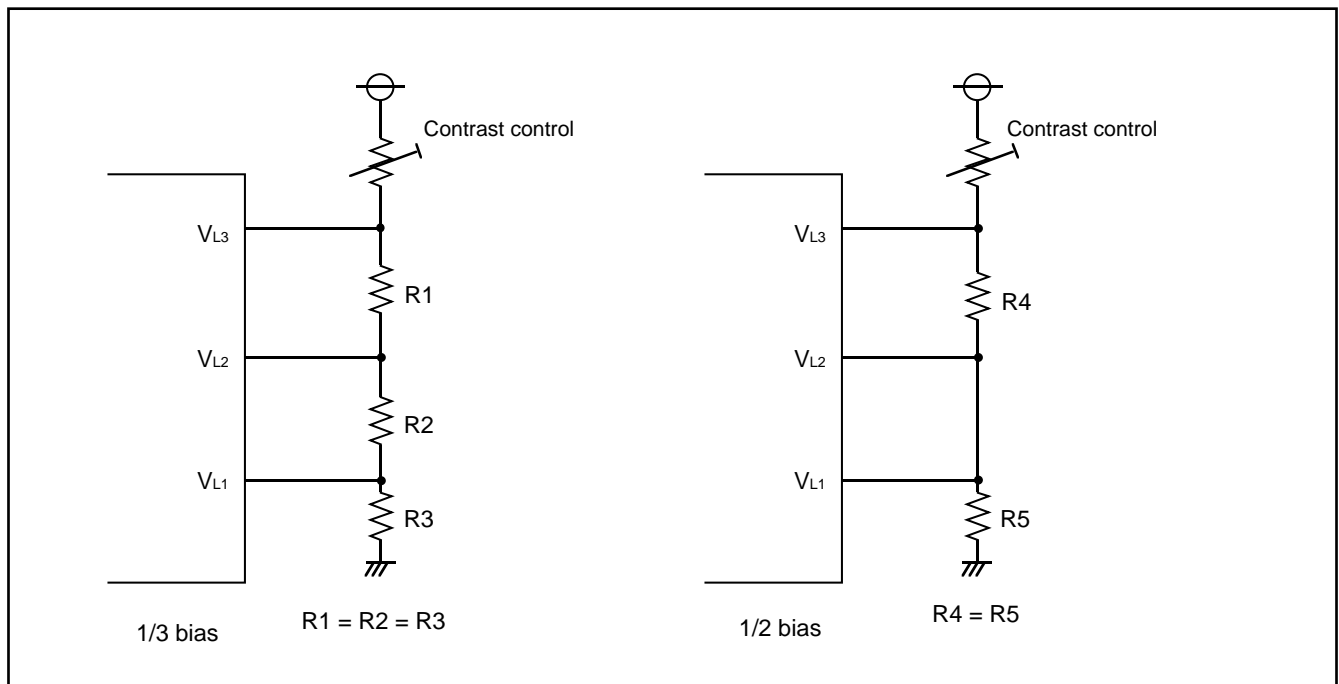 Contrast control
VL3
R1
VL2
R2
VL1
R3
1/3 bias
R1 = R2 = R3
Contrast control
VL3
R4
VL2
VL1
R5
1/2 bias
R4 = R5